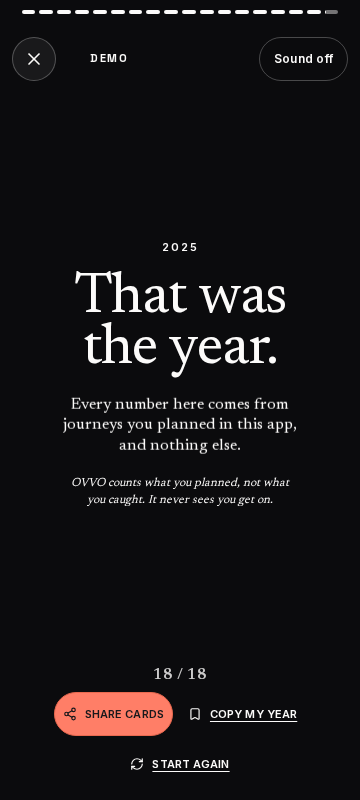 DEMO
Sound off
2025
That was
the year.
Every number here comes from
journeys you planned in this app,
and nothing else.
OVVO counts what you planned, not what
you caught. It never sees you get on.
18 / 18
SHARE CARDS
COPY MY YEAR
START AGAIN